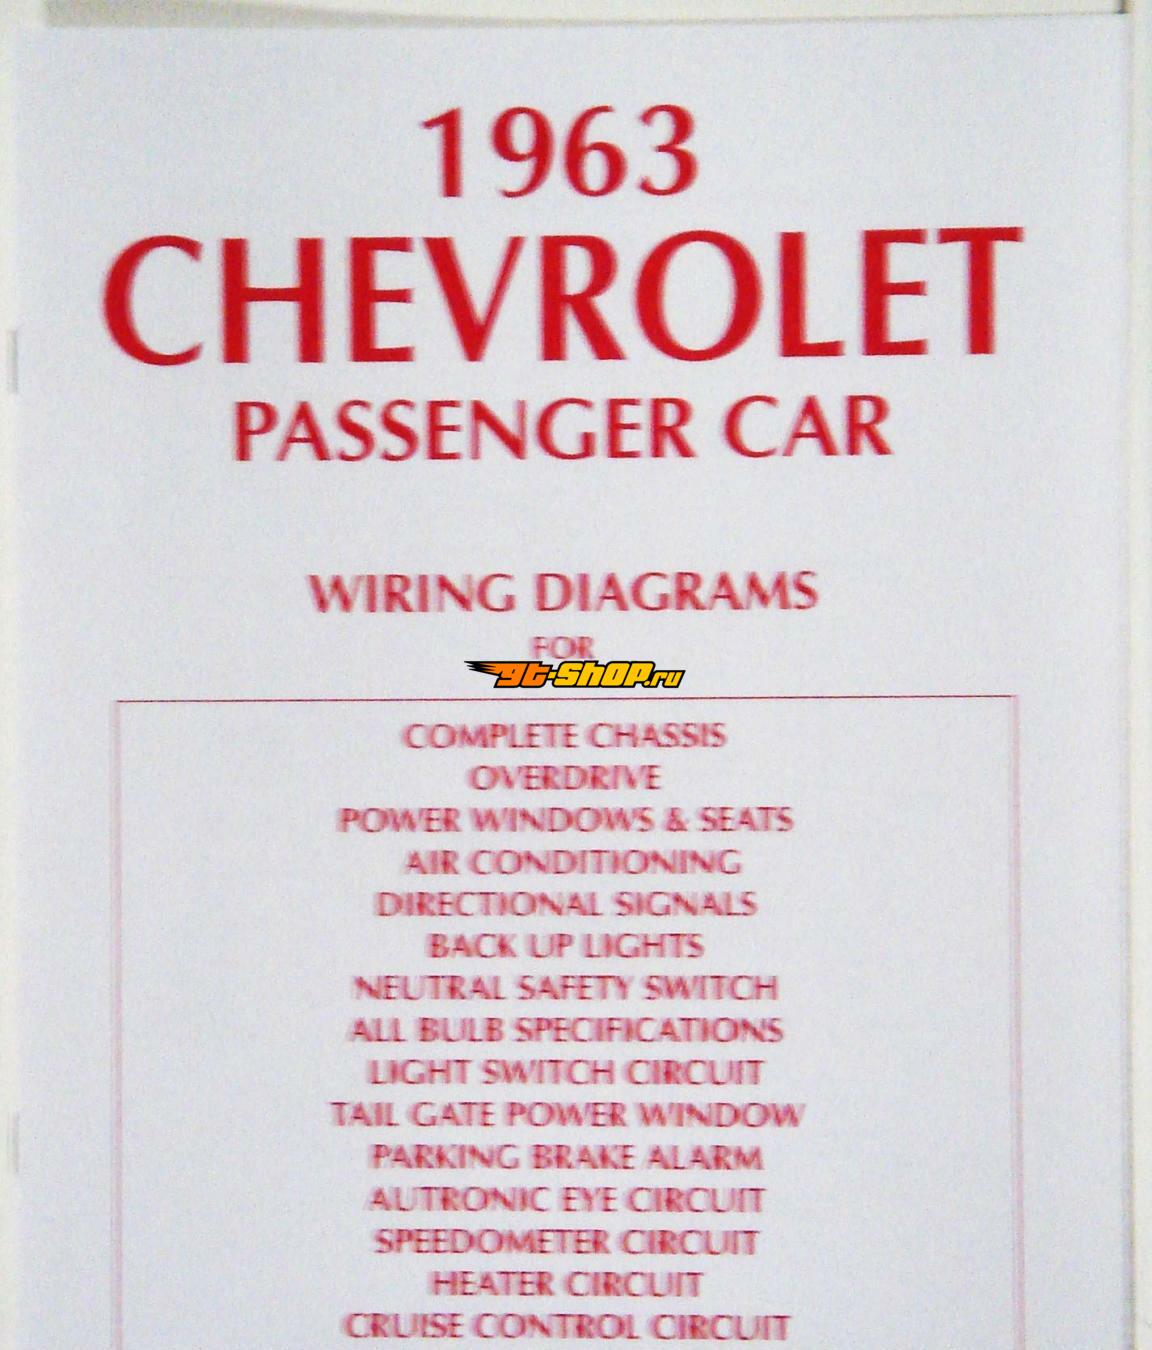 1963
CHEVROLET
PASSENGER CAR
WIRING DIAGRAMS
FOR
gt-shop.ru
COMPLETE CHASSIS
OVERDRIVE
POWER WINDOWS & SEATS
AIR CONDITIONING
DIRECTIONAL SIGNALS
BACK UP LIGHTS
NEUTRAL SAFETY SWITCH
ALL BULB SPECIFICATIONS
LIGHT SWITCH CIRCUIT
TAIL GATE POWER WINDOW
PARKING BRAKE ALARM
AUTRONIC EYE CIRCUIT
SPEEDOMETER CIRCUIT
HEATER CIRCUIT
CRUISE CONTROL CIRCUIT